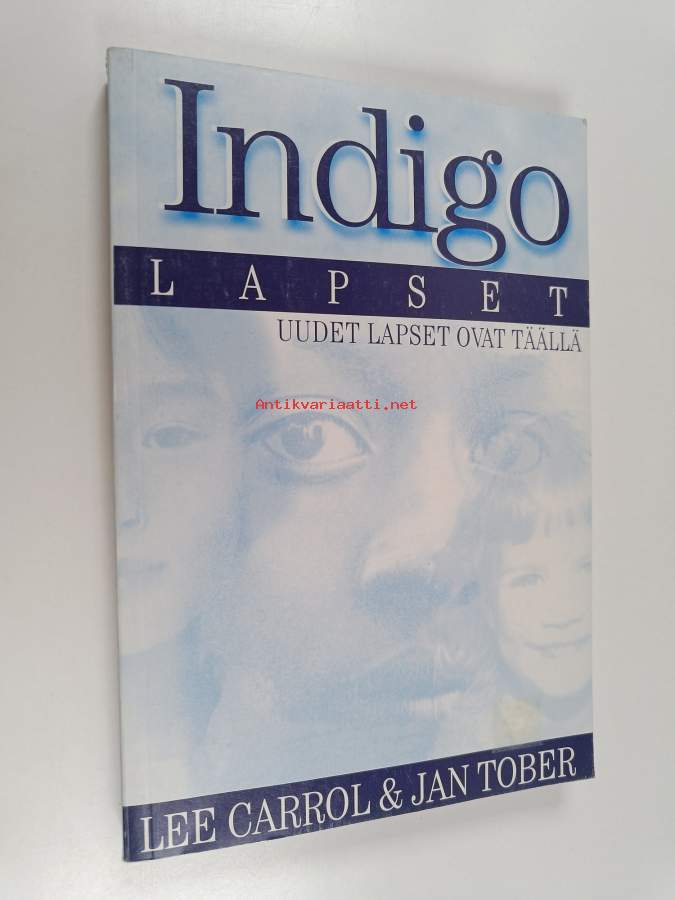 Indigo
LAPSET
UUDET LAPSET OVAT TÄÄLLÄ
Antikvariaatti.net
LEE CARROL & JAN TOBER